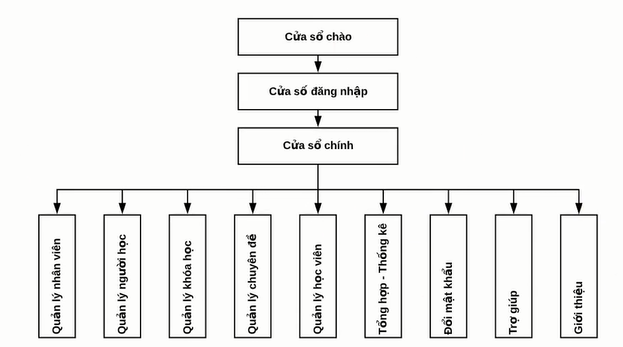 Cửa sổ chào
Cửa sổ đăng nhập
Cửa sổ chính
Quản lý nhân viên
Quản lý người học
Quản lý khóa học
Quản lý chuyên đề
Quản lý học viên
Tổng hợp - Thống kê
Đổi mật khẩu
Trợ giúp
Giới thiệu